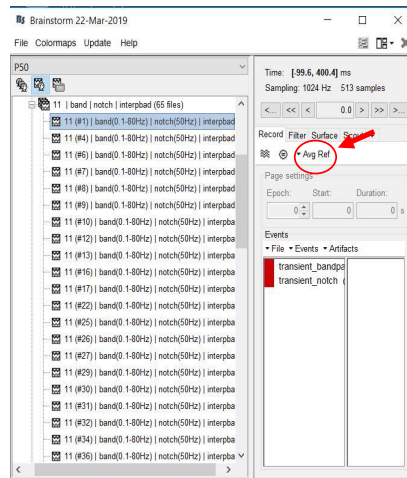 Brainstorm 22-Mar-2019
File Colormaps Update Help
P50
11 | band | notch | interpbad (65 files)
11 (#1) | band(0.1-80Hz) | notch(50Hz) | interpbad
11 (#4) | band(0.1-80Hz) | notch(50Hz) | interpba
11 (#6) | band(0.1-80Hz) | notch(50Hz) | interpba
11 (#7) | band(0.1-80Hz) | notch(50Hz) | interpba
11 (#8) | band(0.1-80Hz) | notch(50Hz) | interpba
11 (#9) | band(0.1-80Hz) | notch(50Hz) | interpba
11 (#10) | band(0.1-80Hz) | notch(50Hz) | interpba
11 (#12) | band(0.1-80Hz) | notch(50Hz) | interpba
11 (#13) | band(0.1-80Hz) | notch(50Hz) | interpba
11 (#16) | band(0.1-80Hz) | notch(50Hz) | interpba
11 (#17) | band(0.1-80Hz) | notch(50Hz) | interpba
11 (#22) | band(0.1-80Hz) | notch(50Hz) | interpba
11 (#25) | band(0.1-80Hz) | notch(50Hz) | interpba
11 (#26) | band(0.1-80Hz) | notch(50Hz) | interpba
11 (#27) | band(0.1-80Hz) | notch(50Hz) | interpba
11 (#29) | band(0.1-80Hz) | notch(50Hz) | interpba
11 (#30) | band(0.1-80Hz) | notch(50Hz) | interpba
11 (#31) | band(0.1-80Hz) | notch(50Hz) | interpba
11 (#32) | band(0.1-80Hz) | notch(50Hz) | interpba
11 (#34) | band(0.1-80Hz) | notch(50Hz) | interpba
11 (#36) | band(0.1-80Hz) | notch(50Hz) | interpba
Time: [-99.6, 400.4] ms
Sampling: 1024 Hz 513 samples
<... << < 0.0 > >> >...
Record Filter Surface
Avg Ref
Page settings
Epoch: Start: Duration:
0 0 0 s
Events
File Events Artifacts
transient_bandpa
transient_notch (